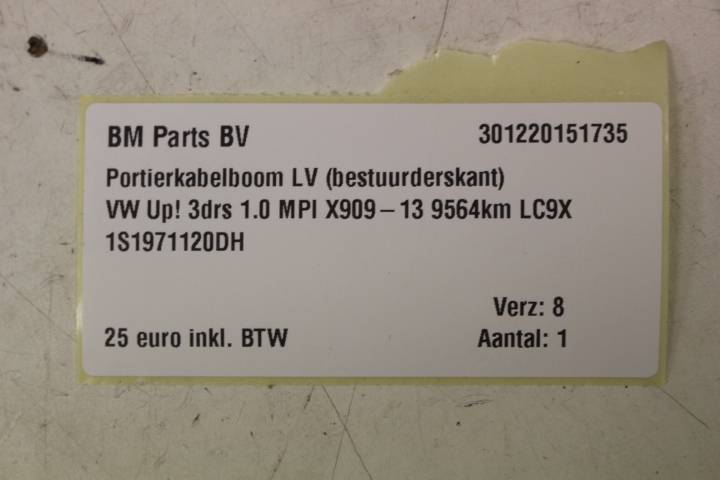 BM Parts BV 301220151735
Portierkabelboom LV (bestuurderskant)
VW Up! 3drs 1.0 MPI X909 – 13 9564km LC9X
1S1971120DH
Verz: 8
25 euro inkl. BTW Aantal: 1